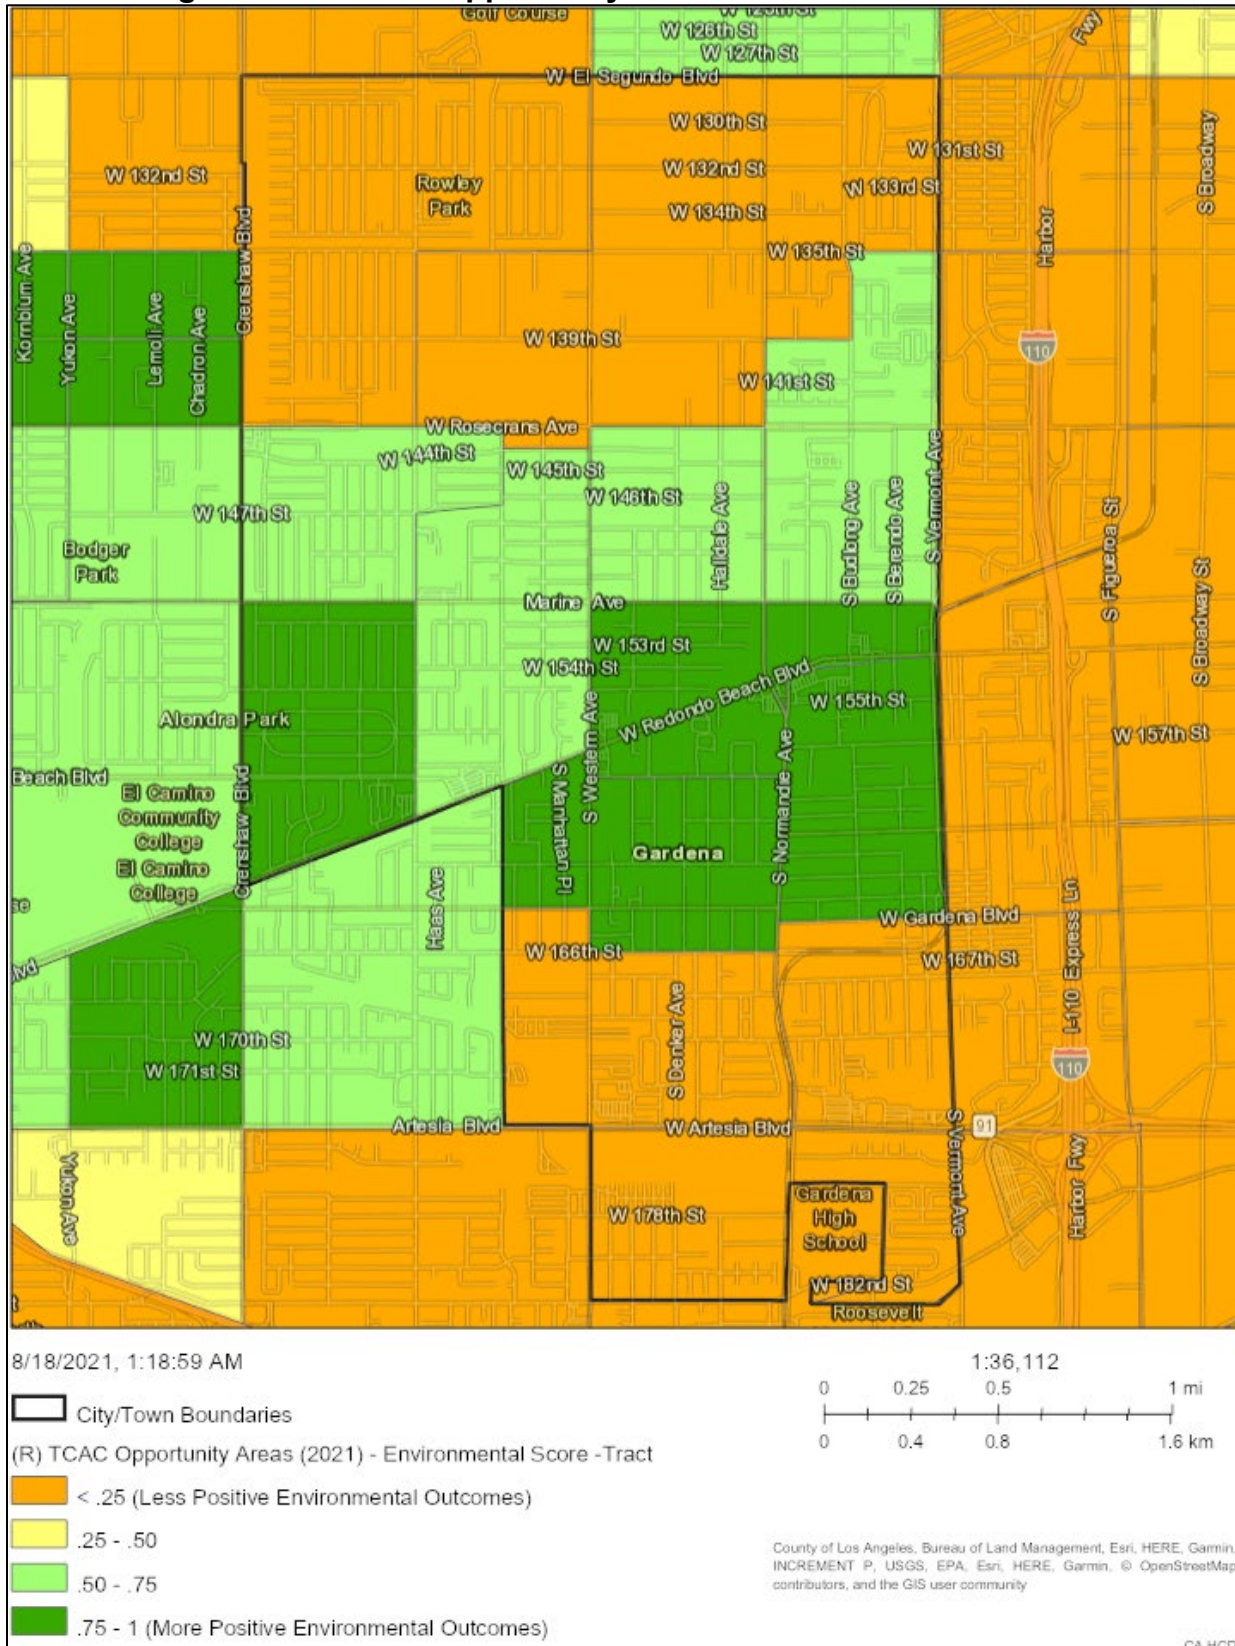 Golf Course
W 126th St
W 127th St
Fwy
W El Segundo Blvd
W 130th St
W 131st St
S Broadway
W 132nd St
W 132nd St
Rowley
Park
W 133rd St
W 134th St
Crenshaw Blvd
Harbor
W 135th St
Kornblum Ave
Yukon Ave
Lemoli Ave
Chadron Ave
W 139th St
110
W 141st St
W Rosecrans Ave
W 144th St
W 145th St
W 146th St
W 147th St
Halldale Ave
S Budlong Ave
S Berendo Ave
S Vermont Ave
S Figueroa St
Bodger
Park
Marine Ave
S Broadway St
W 153rd St
W 154th St
W Redondo Beach Blvd
W 155th St
Alondra Park
W 157th St
Beach Blvd
El Camino
Community
College
El Camino
College
Crenshaw Blvd
S Manhattan Pl
S Western Ave
S Normandie Ave
Gardena
Haas Ave
W Gardena Blvd
W 166th St
W 167th St
I-110 Express Ln
S Denker Ave
W 170th St
W 171st St
110
Artesia Blvd
W Artesia Blvd
91
S Vermont Ave
Harbor Fwy
Yukon Ave
W 178th St
Gardena
High
School
W 182nd St
Roosevelt
8/18/2021, 1:18:59 AM
1:36,112
0 0.25 0.5 1 mi
0 0.4 0.8 1.6 km
City/Town Boundaries
(R) TCAC Opportunity Areas (2021) - Environmental Score -Tract
< .25 (Less Positive Environmental Outcomes)
.25 - .50
.50 - .75
.75 - 1 (More Positive Environmental Outcomes)
County of Los Angeles, Bureau of Land Management, Esri, HERE, Garmin,
INCREMENT P, USGS, EPA, Esri, HERE, Garmin, © OpenStreetMap
contributors, and the GIS user community